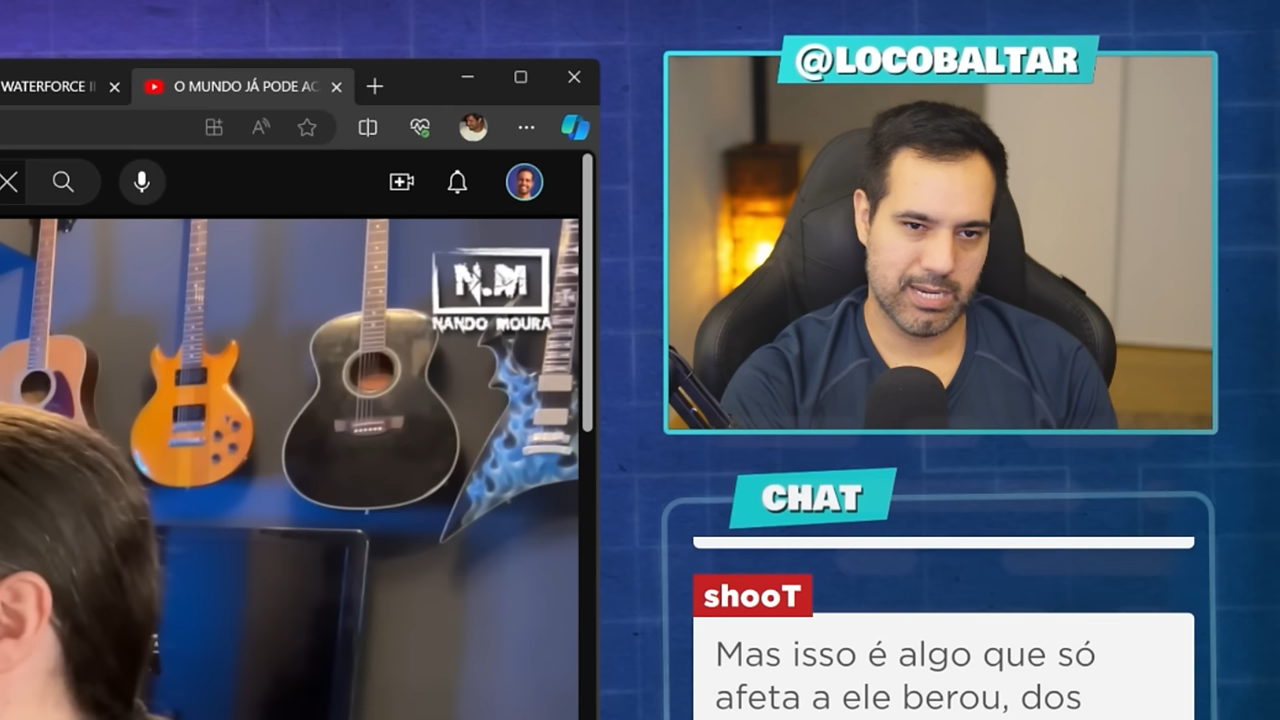 WATERFORCE II
O MUNDO JÁ PODE AC
N.M
NANDO MOURA
@LOCOBALTAR
CHAT
shooT
Mas isso é algo que só
afeta a ele berou, dos